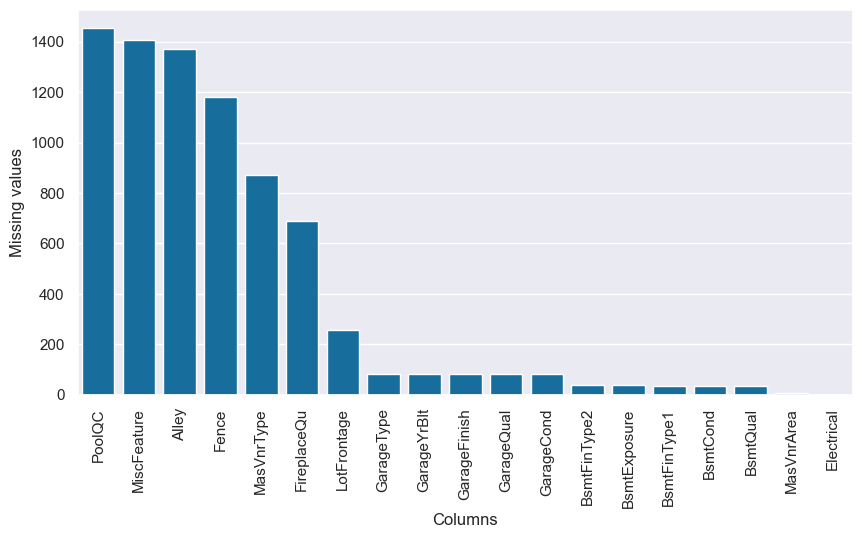 1400
1200
1000
800
600
400
200
0
Missing values
PoolQC
MiscFeature
Alley
Fence
MasVnrType
FireplaceQu
LotFrontage
GarageType
GarageYrBlt
GarageFinish
GarageQual
GarageCond
BsmtFinType2
BsmtExposure
BsmtFinType1
BsmtCond
BsmtQual
MasVnrArea
Electrical
Columns